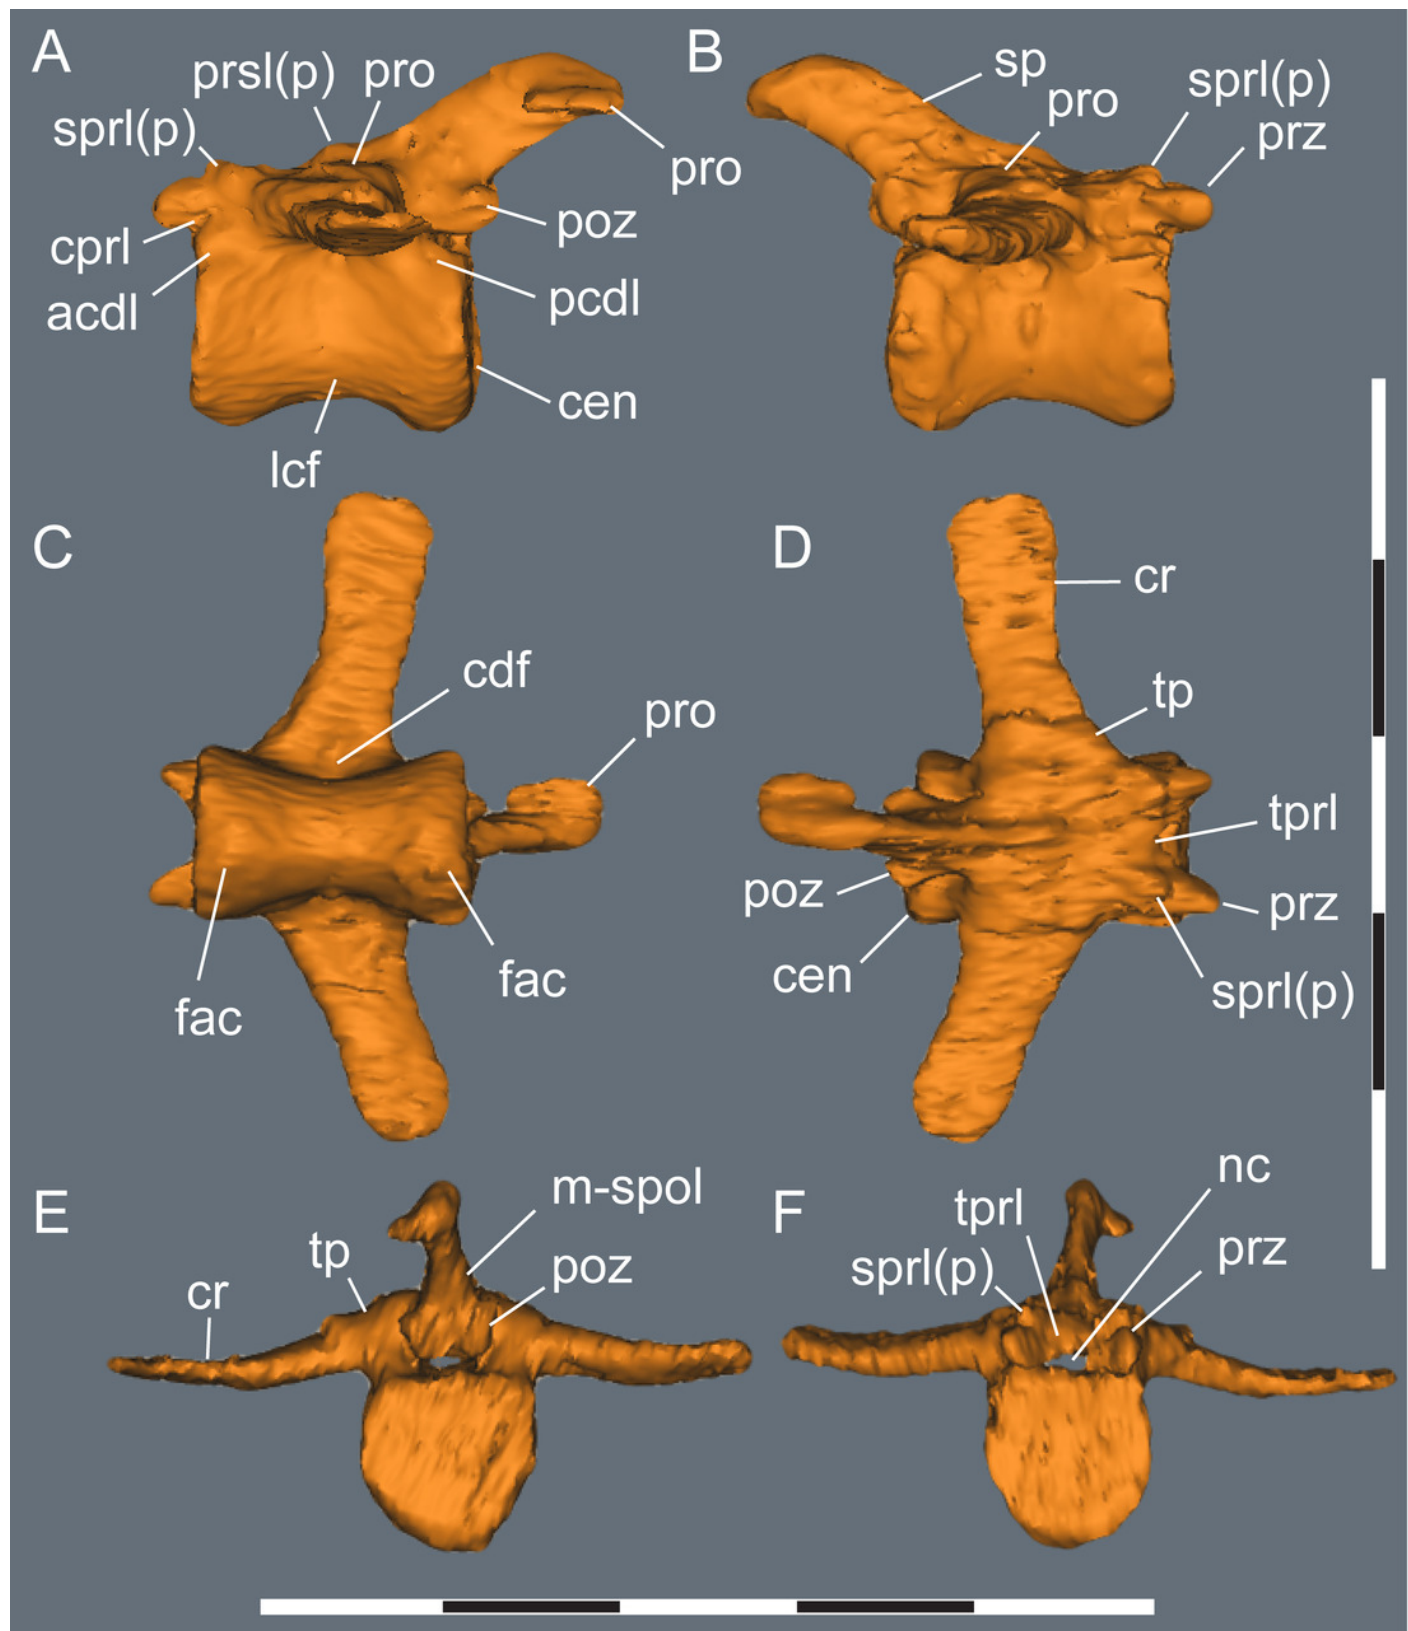 A
prsl(p)
pro
sprl(p)
pro
cprl
poz
acdl
pcdl
cen
lcf
B
sp
sprl(p)
pro
prz
C
cdf
pro
fac
fac
D
cr
tp
tprl
poz
prz
cen
sprl(p)
E
m-spol
tp
poz
cr
F
nc
tprl
prz
sprl(p)